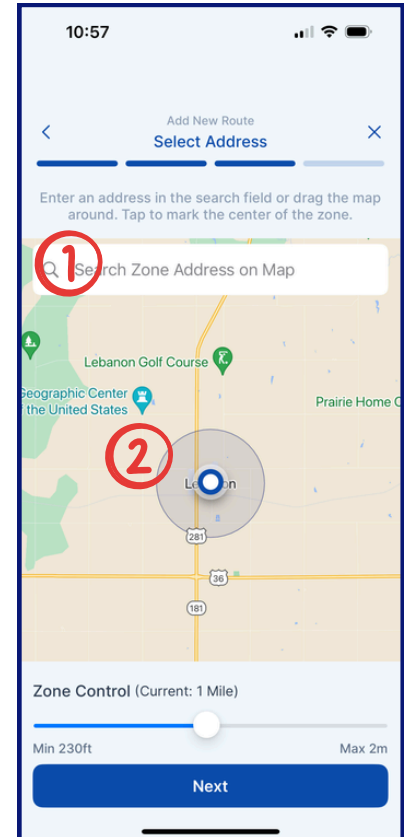 10:57
Add New Route
Select Address
Enter an address in the search field or drag the map
around. Tap to mark the center of the zone.
1
Search Zone Address on Map
Lebanon Golf Course
Geographic Center
the United States
Prairie Home C
2
Lebanon
281
36
181
Zone Control (Current: 1 Mile)
Min 230ft
Max 2m
Next